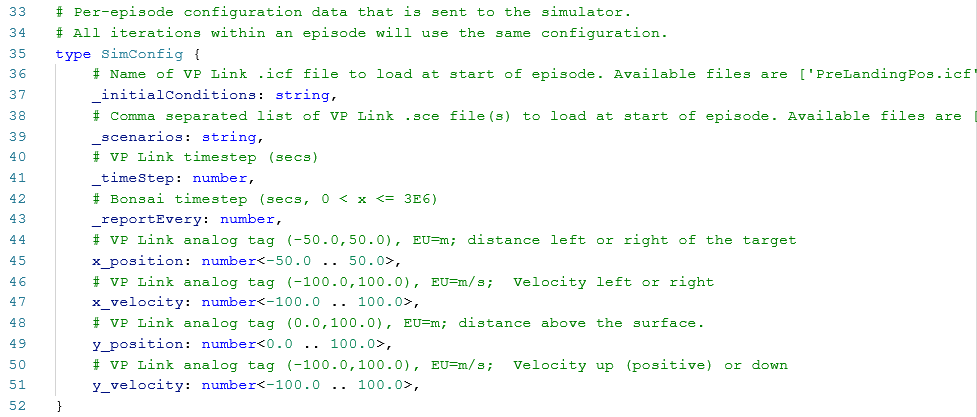 33 # Per-episode configuration data that is sent to the simulator.
34 # All iterations within an episode will use the same configuration.
35 type SimConfig {
36 # Name of VP Link .icf file to load at start of episode. Available files are ['PreLandingPos.icf'
37 _initialConditions: string,
38 # Comma separated list of VP Link .sce file(s) to load at start of episode. Available files are [
39 _scenarios: string,
40 # VP Link timestep (secs)
41 _timeStep: number,
42 # Bonsai timestep (secs, 0 < x <= 3E6)
43 _reportEvery: number,
44 # VP Link analog tag (-50.0,50.0), EU=m; distance left or right of the target
45 x_position: number<-50.0 .. 50.0>,
46 # VP Link analog tag (-100.0,100.0), EU=m/s;  Velocity left or right
47 x_velocity: number<-100.0 .. 100.0>,
48 # VP Link analog tag (0.0,100.0), EU=m; distance above the surface.
49 y_position: number<0.0 .. 100.0>,
50 # VP Link analog tag (-100.0,100.0), EU=m/s;  Velocity up (positive) or down
51 y_velocity: number<-100.0 .. 100.0>,
52 }